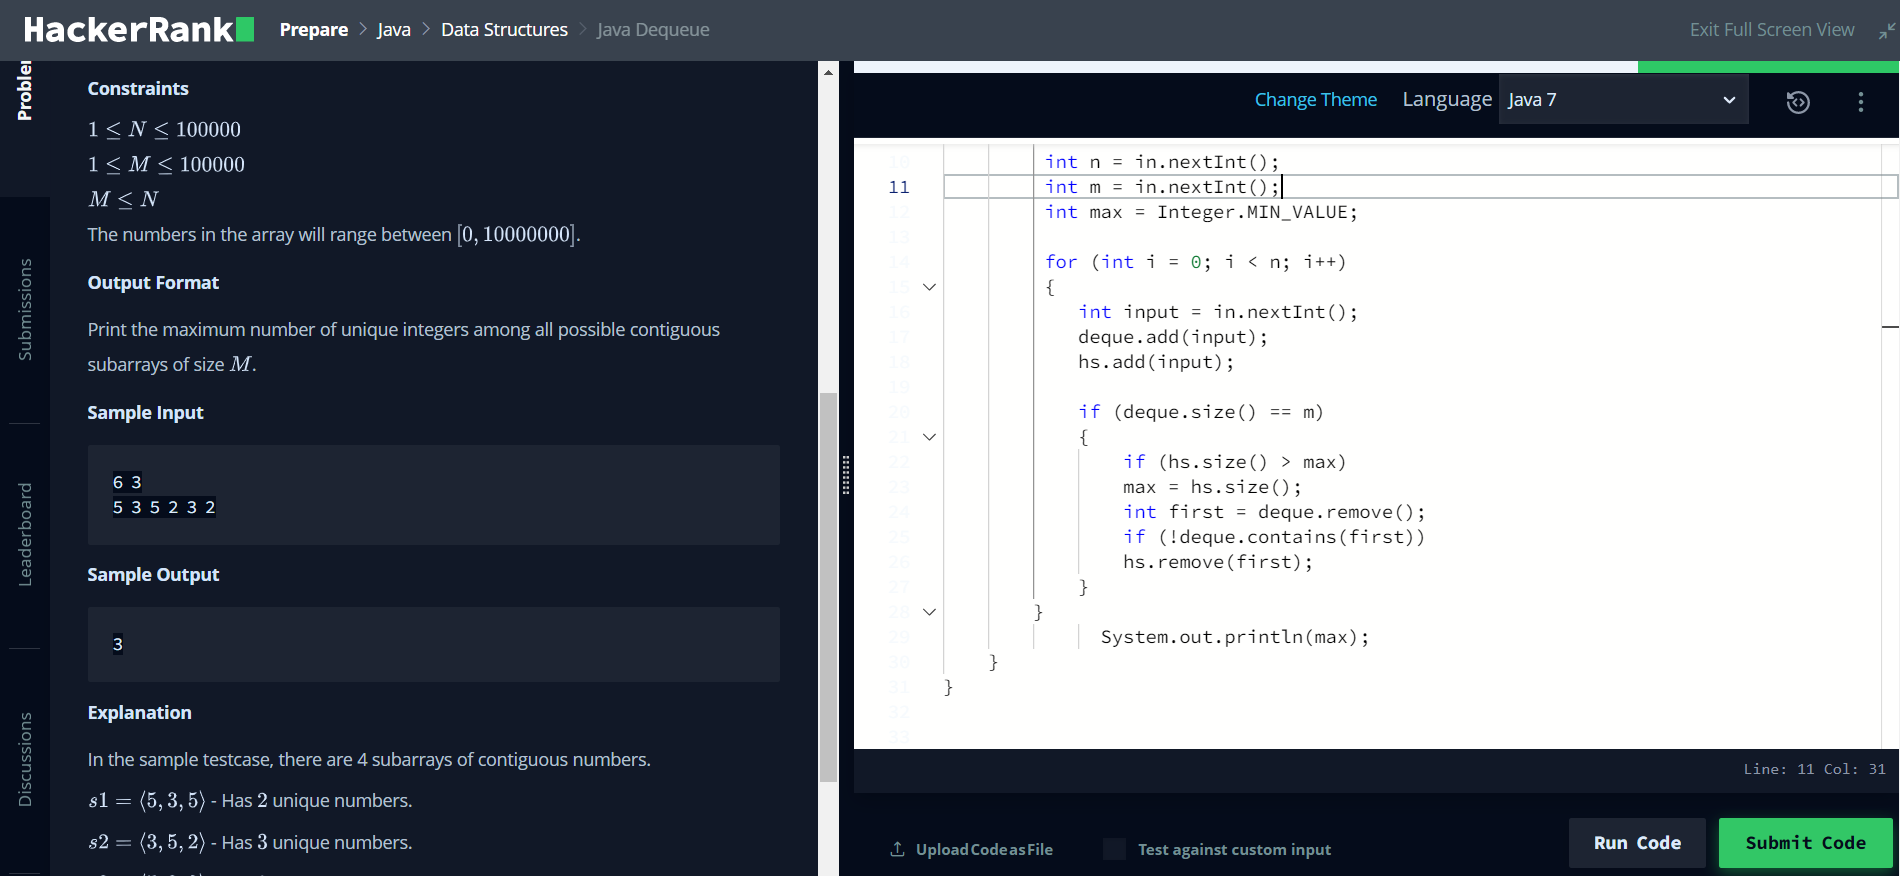 HackerRank
Prepare > Java > Data Structures > Java Dequeue
Exit Full Screen View
Problem
Submissions
Leaderboard
Discussions
Constraints
1 ≤ N ≤ 100000
1 ≤ M ≤ 100000
M ≤ N
The numbers in the array will range between [0, 10000000].
Output Format
Print the maximum number of unique integers among all possible contiguous
subarrays of size M.
Sample Input
6 3
5 3 5 2 3 2
Sample Output
3
Explanation
In the sample testcase, there are 4 subarrays of contiguous numbers.
s1 = ⟨5, 3, 5⟩ - Has 2 unique numbers.
s2 = ⟨3, 5, 2⟩ - Has 3 unique numbers.
Change Theme Language Java 7
10 int n = in.nextInt();
11 int m = in.nextInt();
12 int max = Integer.MIN_VALUE;
13
14 for (int i = 0; i < n; i++)
15 {
16 int input = in.nextInt();
17 deque.add(input);
18 hs.add(input);
19
20 if (deque.size() == m)
21 {
22 if (hs.size() > max)
23 max = hs.size();
24 int first = deque.remove();
25 if (!deque.contains(first))
26 hs.remove(first);
27 }
28 }
29 System.out.println(max);
30 }
31 }
32
33
Line: 11 Col: 31
Upload Code as File
Test against custom input
Run Code
Submit Code